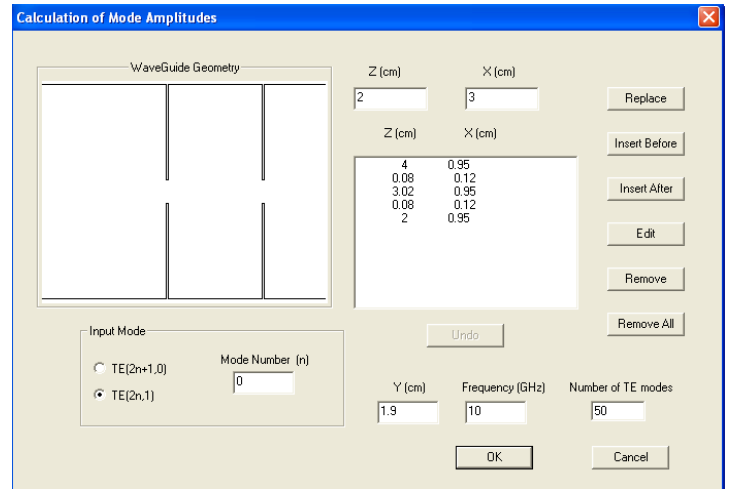 Calculation of Mode Amplitudes
WaveGuide Geometry
Z (cm) X (cm)
2 3
Replace
Z (cm) X (cm)
Insert Before
4 0.95
0.08 0.12
3.02 0.95
0.08 0.12
2 0.95
Insert After
Edit
Remove
Remove All
Undo
Input Mode
TE(2n+1,0)
TE(2n,1)
Mode Number (n)
0
Y (cm) Frequency (GHz) Number of TE modes
1.9 10 50
OK Cancel